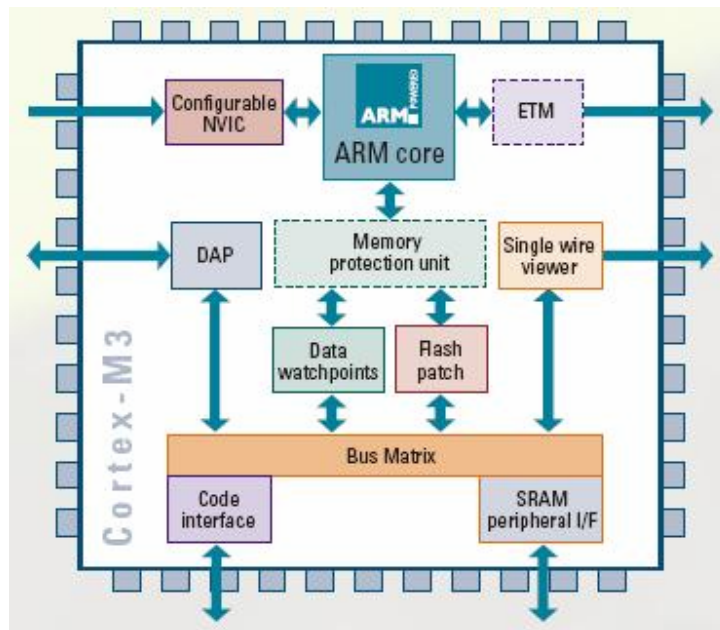 Configurable
NVIC
ARM
POWERED
ARM core
ETM
DAP
Memory
protection unit
Single wire
viewer
Data
watchpoints
Flash
patch
Cortex-M3
Bus Matrix
Code
interface
SRAM
peripheral I/F